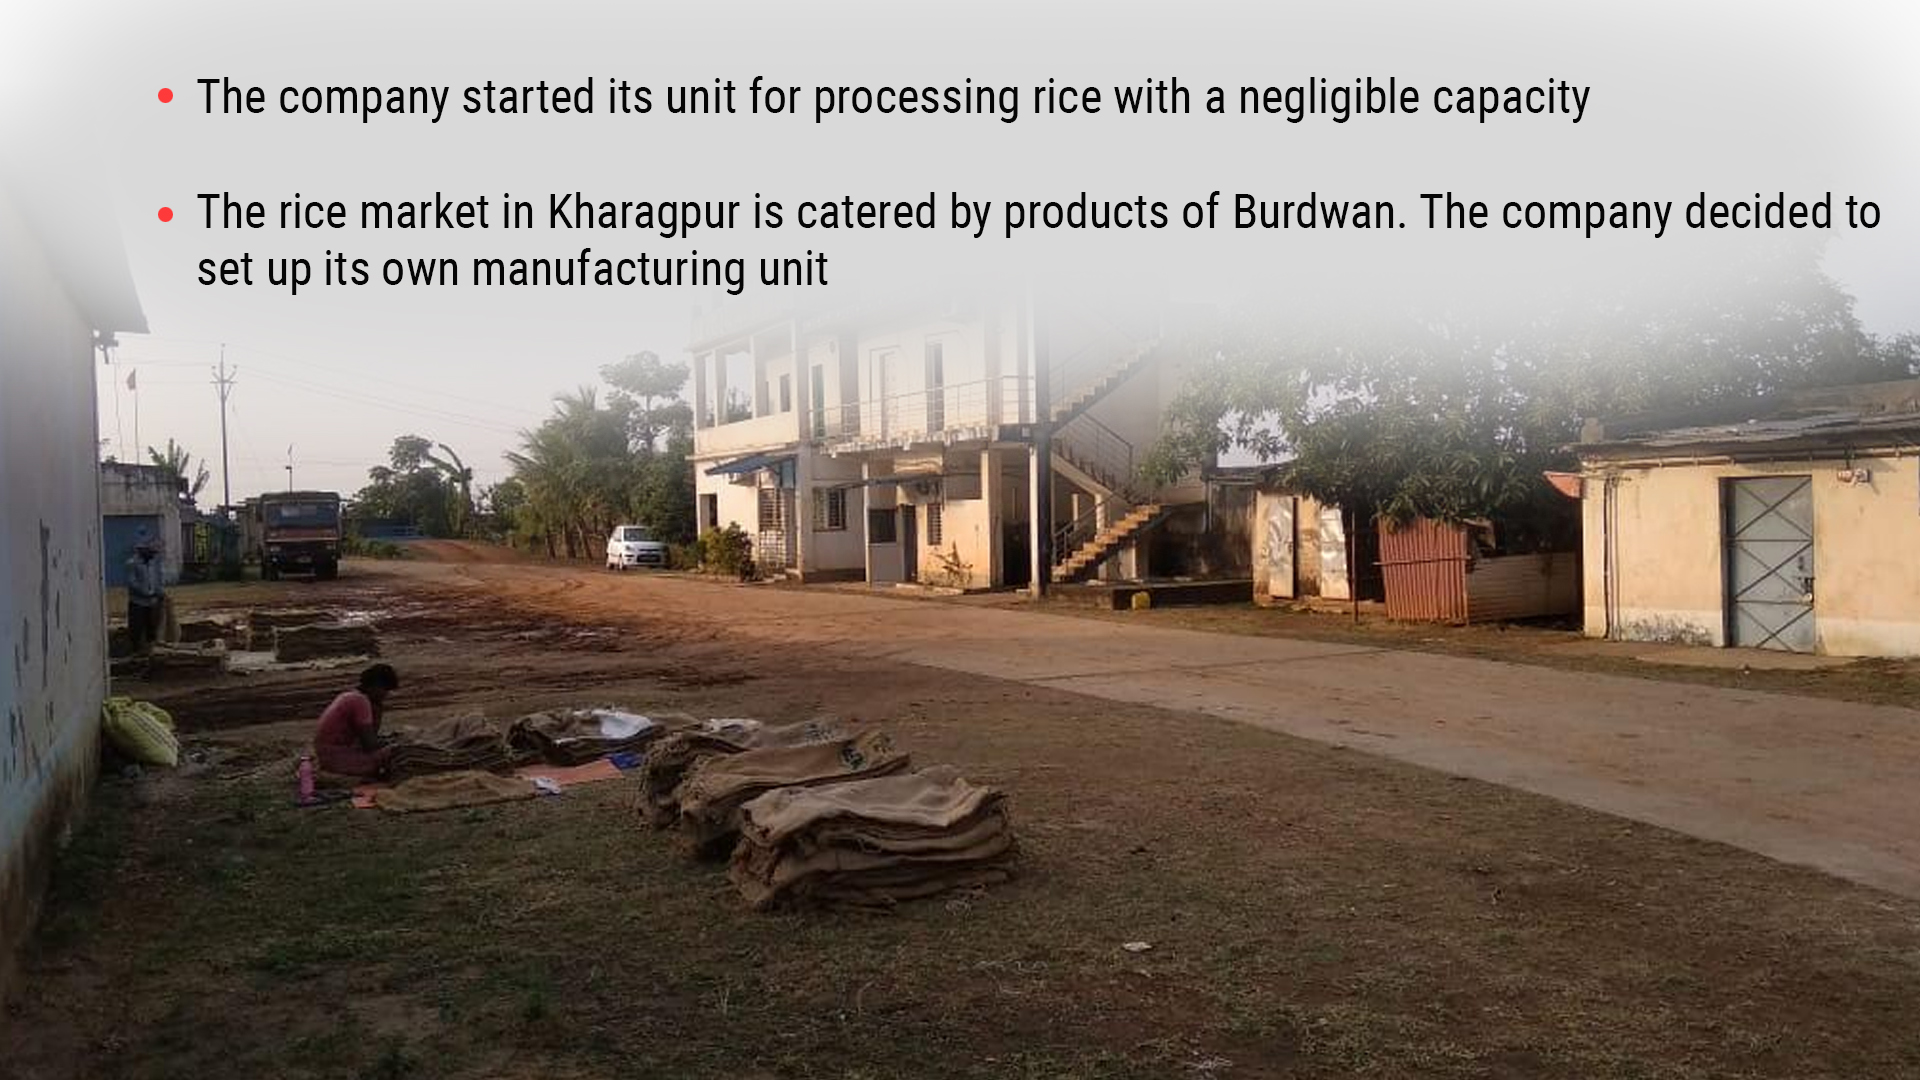 • The company started its unit for processing rice with a negligible capacity
• The rice market in Kharagpur is catered by products of Burdwan. The company decided to
set up its own manufacturing unit